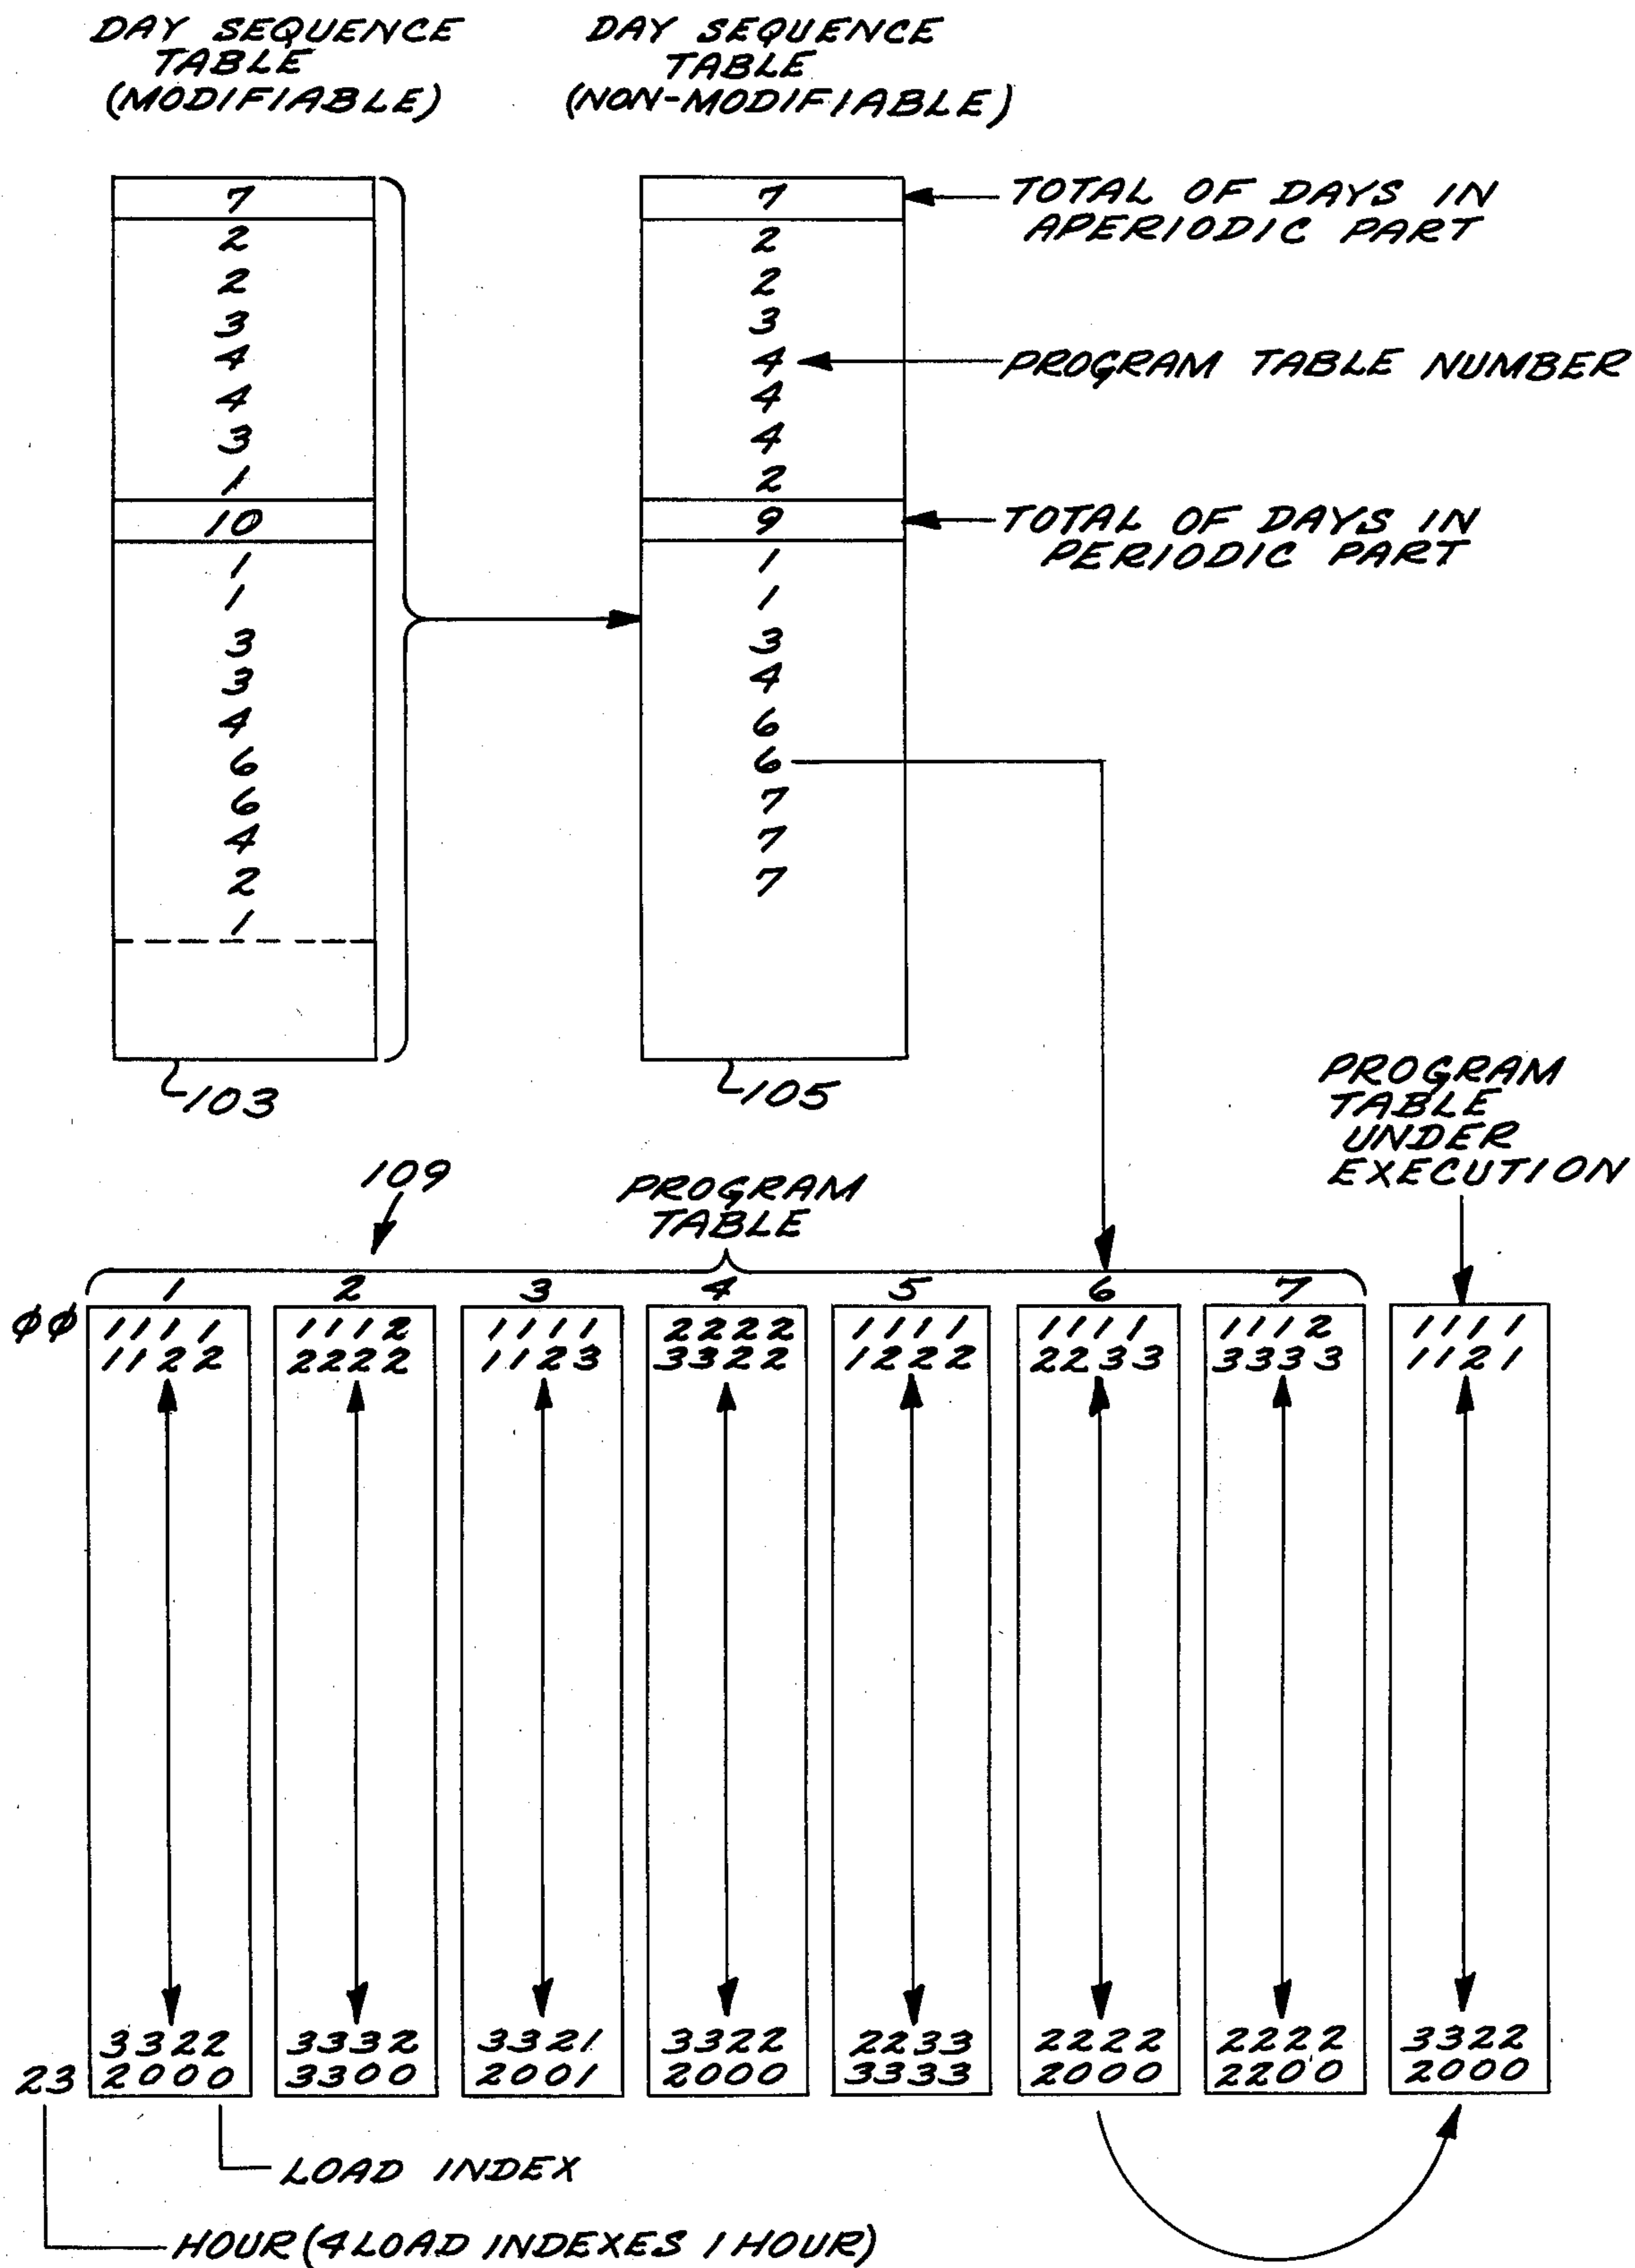 DAY SEQUENCE
TABLE
(MODIFIABLE)
DAY SEQUENCE
TABLE
(NON-MODIFIABLE)
7
2
2
3
4
4
3
1
10
1
1
3
3
4
6
6
4
2
1
103
7
2
2
3
4
4
4
2
9
1
1
3
4
6
6
7
7
7
105
TOTAL OF DAYS IN
APERIODIC PART
PROGRAM TABLE NUMBER
TOTAL OF DAYS IN
PERIODIC PART
PROGRAM
TABLE
UNDER
EXECUTION
109
PROGRAM
TABLE
1 2 3 4 5 6 7
φφ 1111 1112 1111 2222 1111 1111 1112 1111
1122 2222 1123 3322 1222 2233 3333 1121
3322 3332 3321 3322 2233 2222 2222 3322
23 2000 3300 2001 2000 3333 2000 2200 2000
LOAD INDEX
HOUR (4 LOAD INDEXES 1 HOUR)